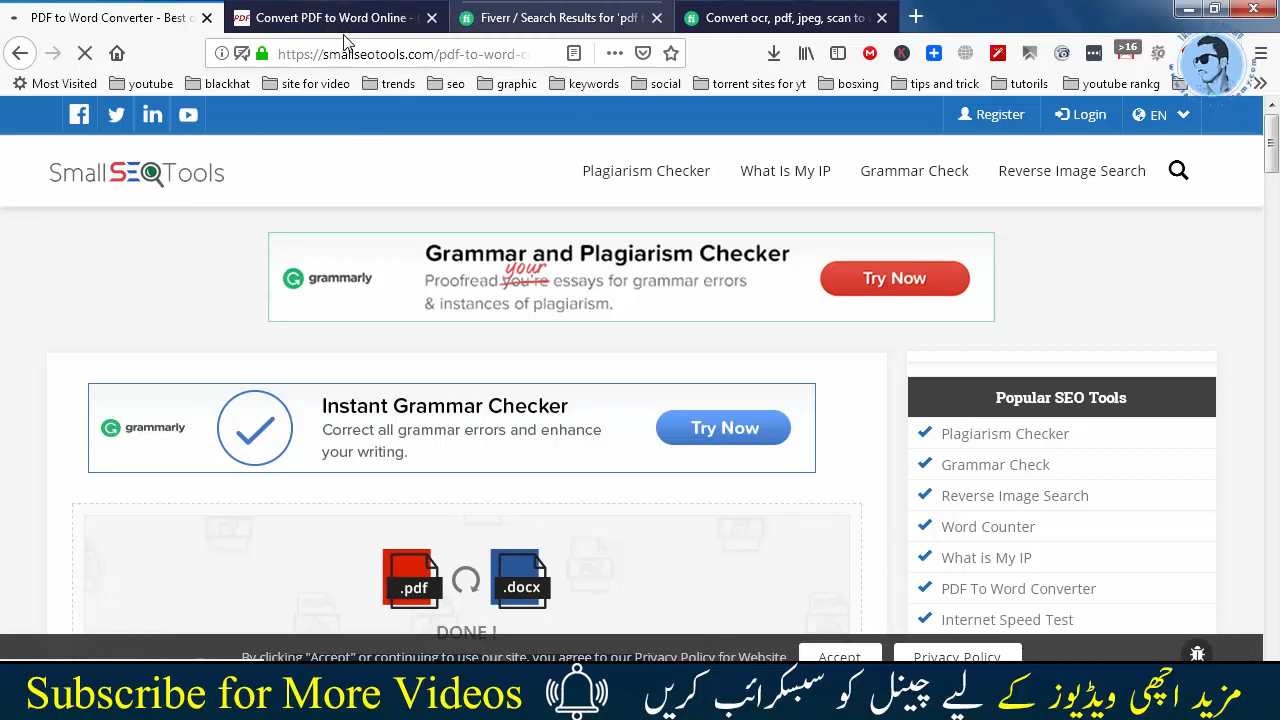 PDF to Word Converter - Best o
Convert PDF to Word Online -
Fiverr / Search Results for 'pdf t
Convert ocr, pdf, jpeg, scan to w
https://smallseotools.com/pdf-to-word-c
>16
Most Visited
youtube
blackhat
site for video
trends
seo
graphic
keywords
social
torrent sites for yt
bosxing
tips and trick
tutorils
youtube rankg
Register
Login
EN
SmallSEOTools
Plagiarism Checker
What Is My IP
Grammar Check
Reverse Image Search
grammarly
Grammar and Plagiarism Checker
your
Proofread you're essays for grammar errors
& instances of plagiarism.
Try Now
grammarly
Instant Grammar Checker
Correct all grammar errors and enhance
your writing.
Try Now
.pdf
.docx
DONE !
Popular SEO Tools
Plagiarism Checker
Grammar Check
Reverse Image Search
Word Counter
What is My IP
PDF To Word Converter
Internet Speed Test
By clicking "Accept" or continuing to use our site, you agree to our Privacy Policy for Website
Accept
Privacy Policy
Subscribe for More Videos
مزید اچھی ویڈیوز کے لیے چینل کو سبسکرائب کریں